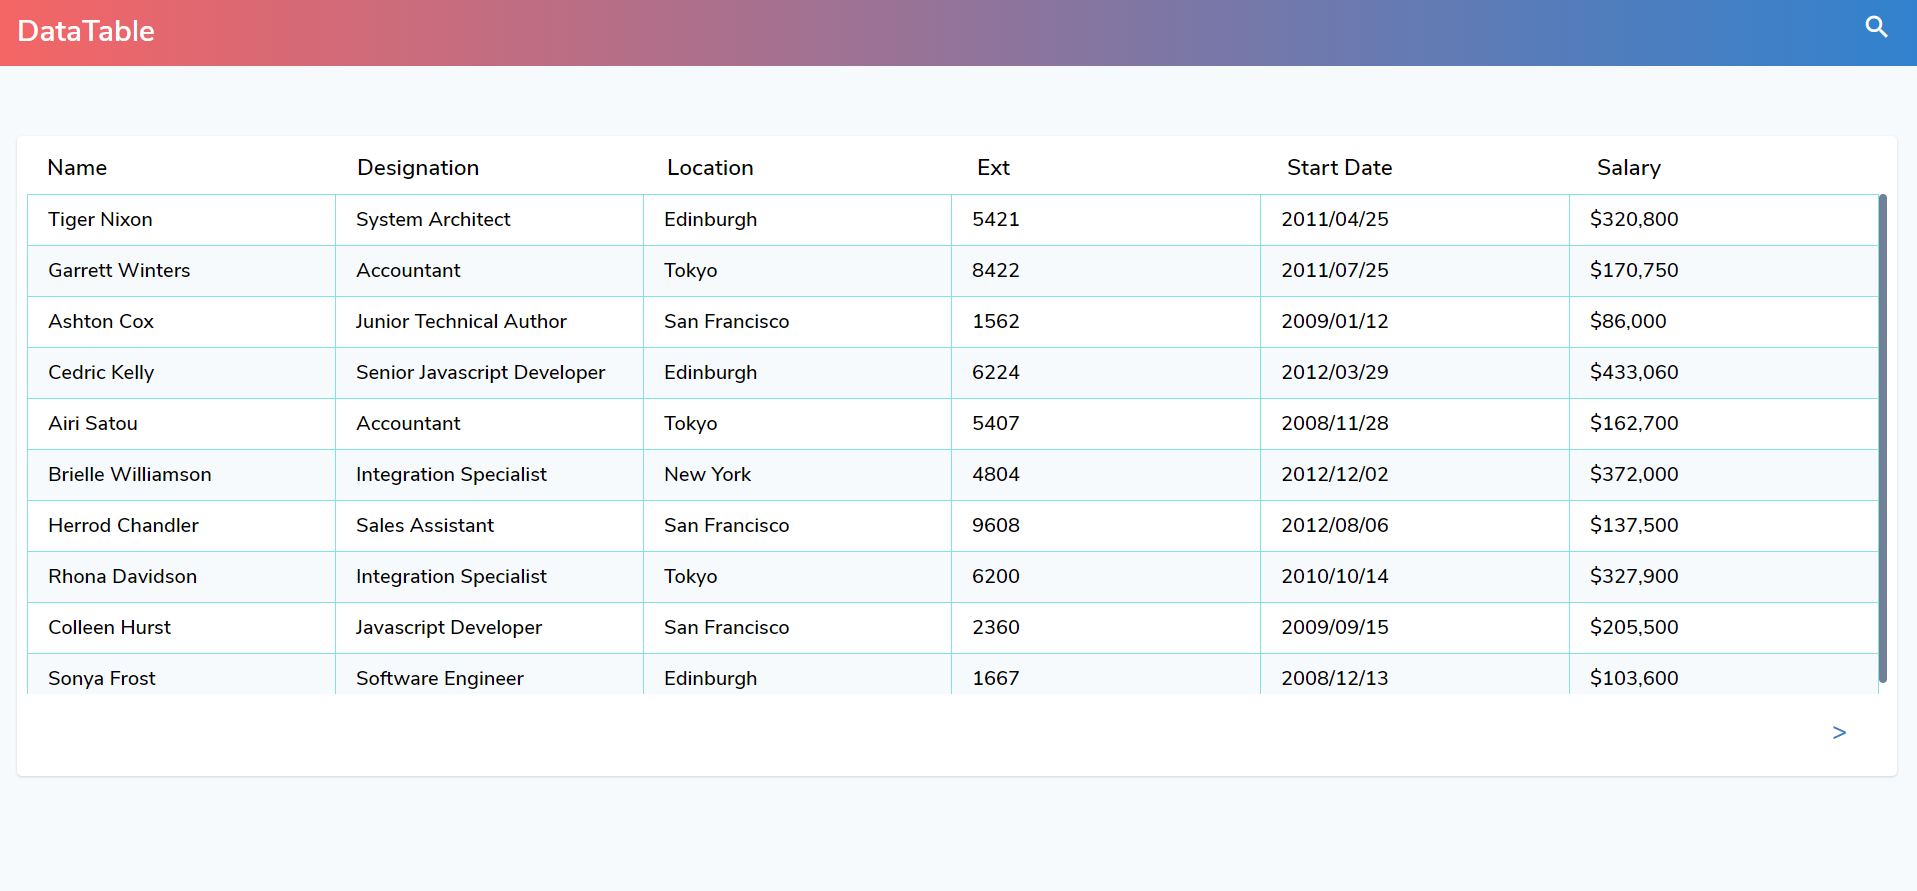 DataTable
Name Designation Location Ext Start Date Salary
Tiger Nixon System Architect Edinburgh 5421 2011/04/25 $320,800
Garrett Winters Accountant Tokyo 8422 2011/07/25 $170,750
Ashton Cox Junior Technical Author San Francisco 1562 2009/01/12 $86,000
Cedric Kelly Senior Javascript Developer Edinburgh 6224 2012/03/29 $433,060
Airi Satou Accountant Tokyo 5407 2008/11/28 $162,700
Brielle Williamson Integration Specialist New York 4804 2012/12/02 $372,000
Herrod Chandler Sales Assistant San Francisco 9608 2012/08/06 $137,500
Rhona Davidson Integration Specialist Tokyo 6200 2010/10/14 $327,900
Colleen Hurst Javascript Developer San Francisco 2360 2009/09/15 $205,500
Sonya Frost Software Engineer Edinburgh 1667 2008/12/13 $103,600
>